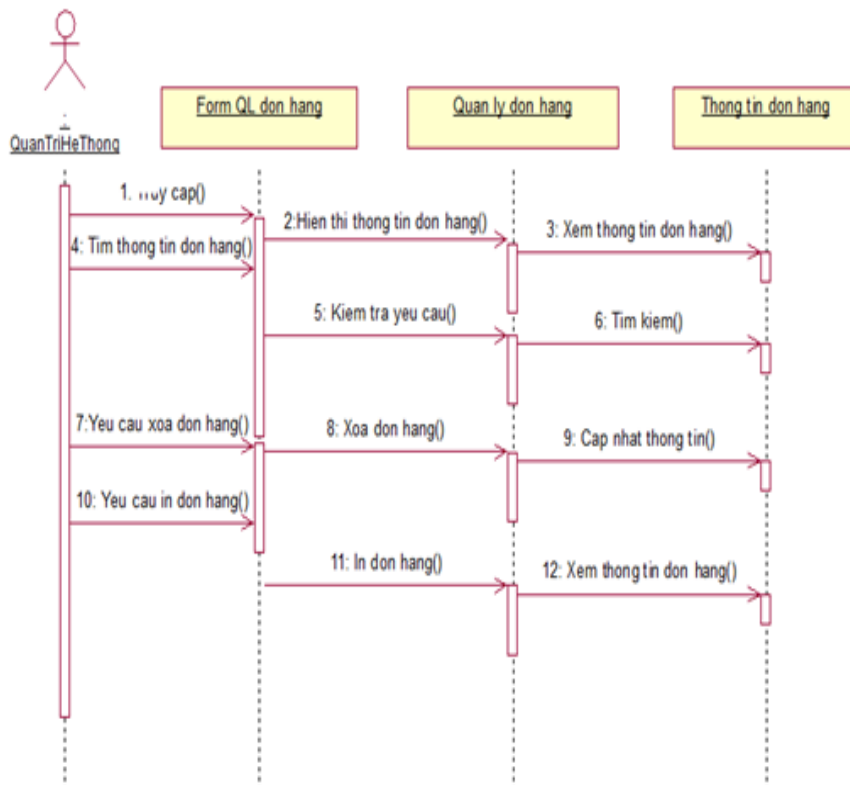 Form QL don hang
Quan ly don hang
Thong tin don hang
QuanTriHeThong
1. cap()
2:Hien thi thong tin don hang()
3: Xem thong tin don hang()
4: Tim thong tin don hang()
5: Kiem tra yeu cau()
6: Tim kiem()
7:Yeu cau xoa don hang()
8: Xoa don hang()
9: Cap nhat thong tin()
10: Yeu cau in don hang()
11: In don hang()
12: Xem thong tin don hang()